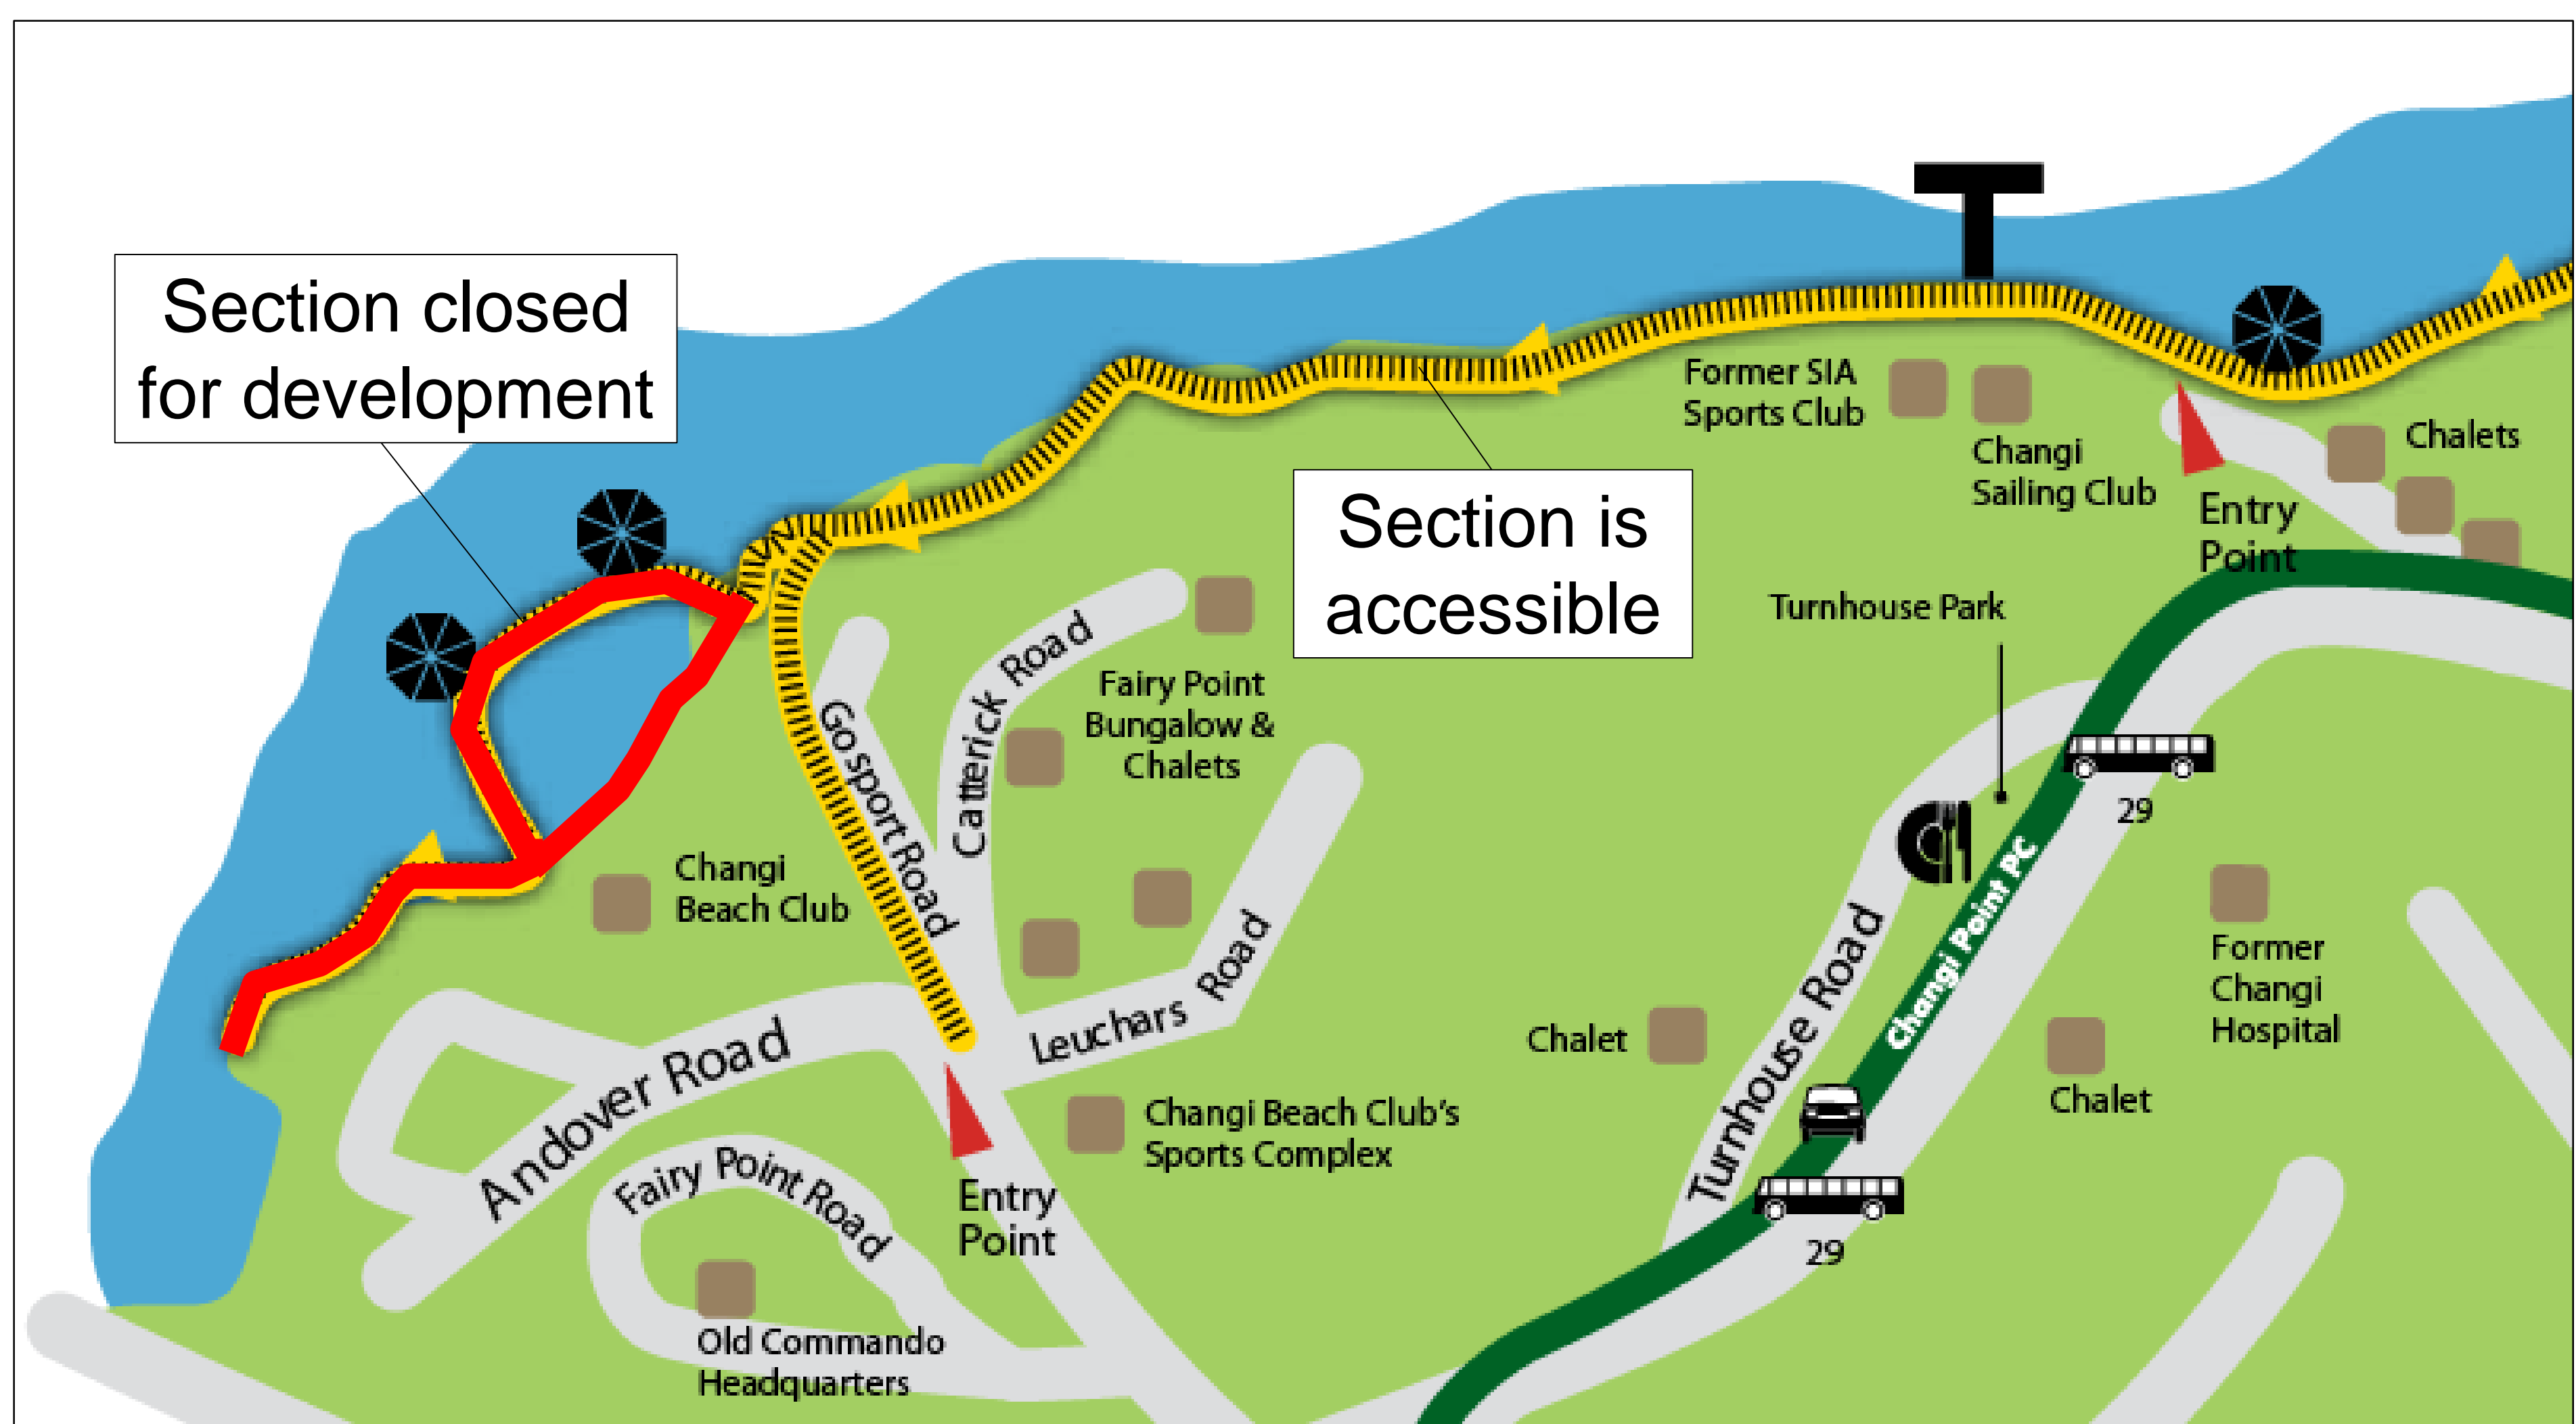 Section closed
for development
Section is
accessible
Former SIA
Sports Club
Changi
Sailing Club
Chalets
Entry
Point
Turnhouse Park
Gosport Road
Catterick Road
Fairy Point
Bungalow &
Chalets
29
Changi
Beach Club
Leuchars Road
Changi Point PC
Turnhouse Road
Former
Changi
Hospital
Chalet
Chalet
Andover Road
Changi Beach Club's
Sports Complex
Fairy Point Road
Entry
Point
29
Old Commando
Headquarters